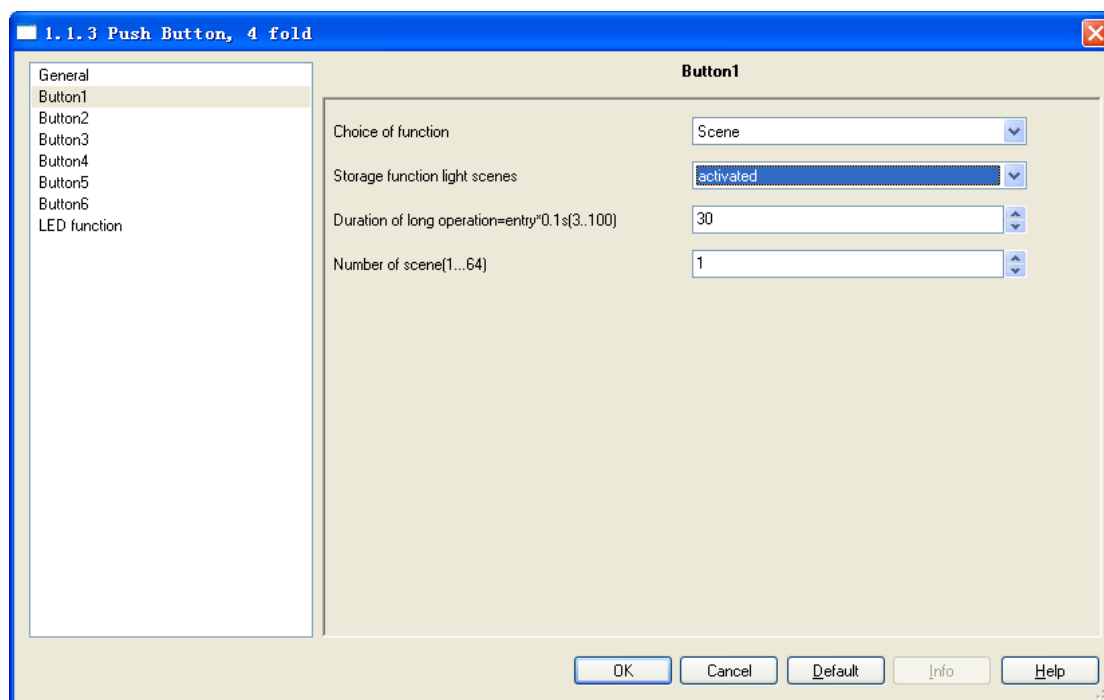 1.1.3 Push Button, 4 fold
General
Button1
Button2
Button3
Button4
Button5
Button6
LED function
Button1
Choice of function
Scene
Storage function light scenes
activated
Duration of long operation=entry*0.1s(3..100)
30
Number of scene(1...64)
1
OK
Cancel
Default
Info
Help